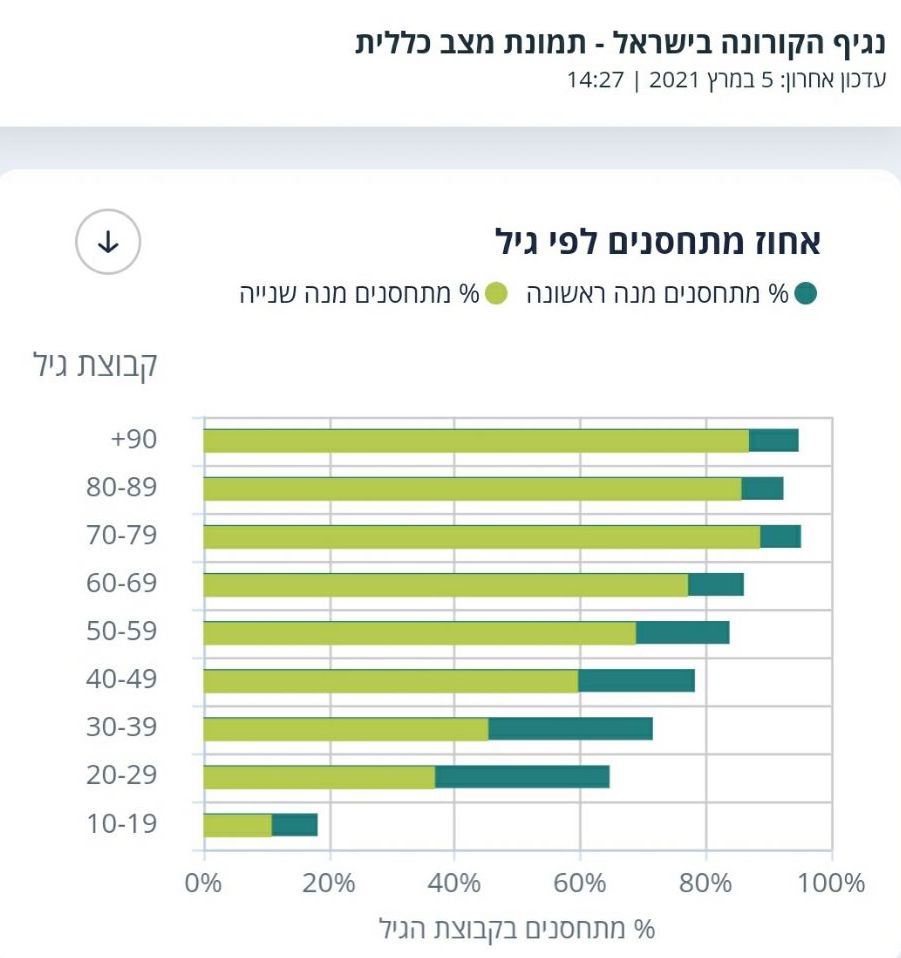 נגיף הקורונה בישראל - תמונת מצב כללית
עדכון אחרון: 5 במרץ 2021 | 14:27
אחוז מתחסנים לפי גיל
% מתחסנים מנה ראשונה % מתחסנים מנה שנייה
קבוצת גיל
+90
80-89
70-79
60-69
50-59
40-49
30-39
20-29
10-19
0% 20% 40% 60% 80% 100%
% מתחסנים בקבוצת הגיל